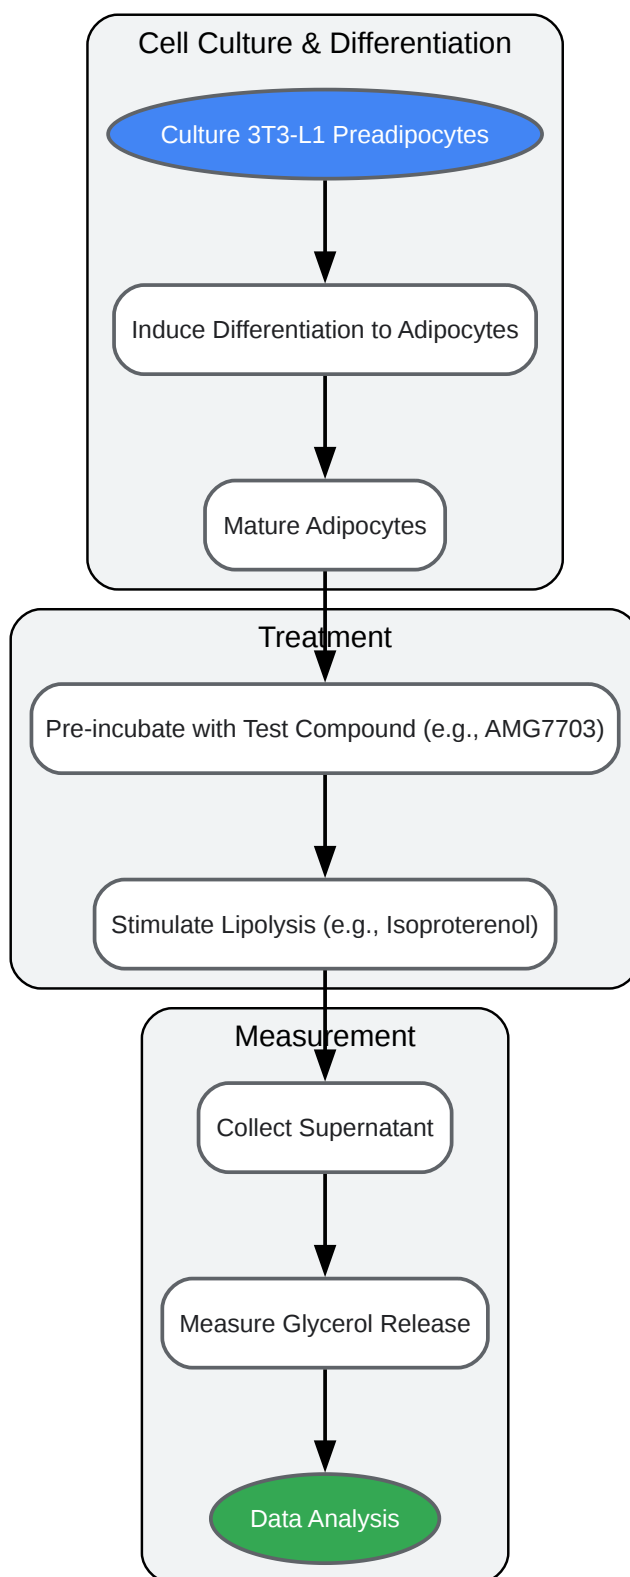 Cell Culture & Differentiation
Culture 3T3-L1 Preadipocytes
Induce Differentiation to Adipocytes
Mature Adipocytes
Treatment
Pre-incubate with Test Compound (e.g., AMG7703)
Stimulate Lipolysis (e.g., Isoproterenol)
Measurement
Collect Supernatant
Measure Glycerol Release
Data Analysis